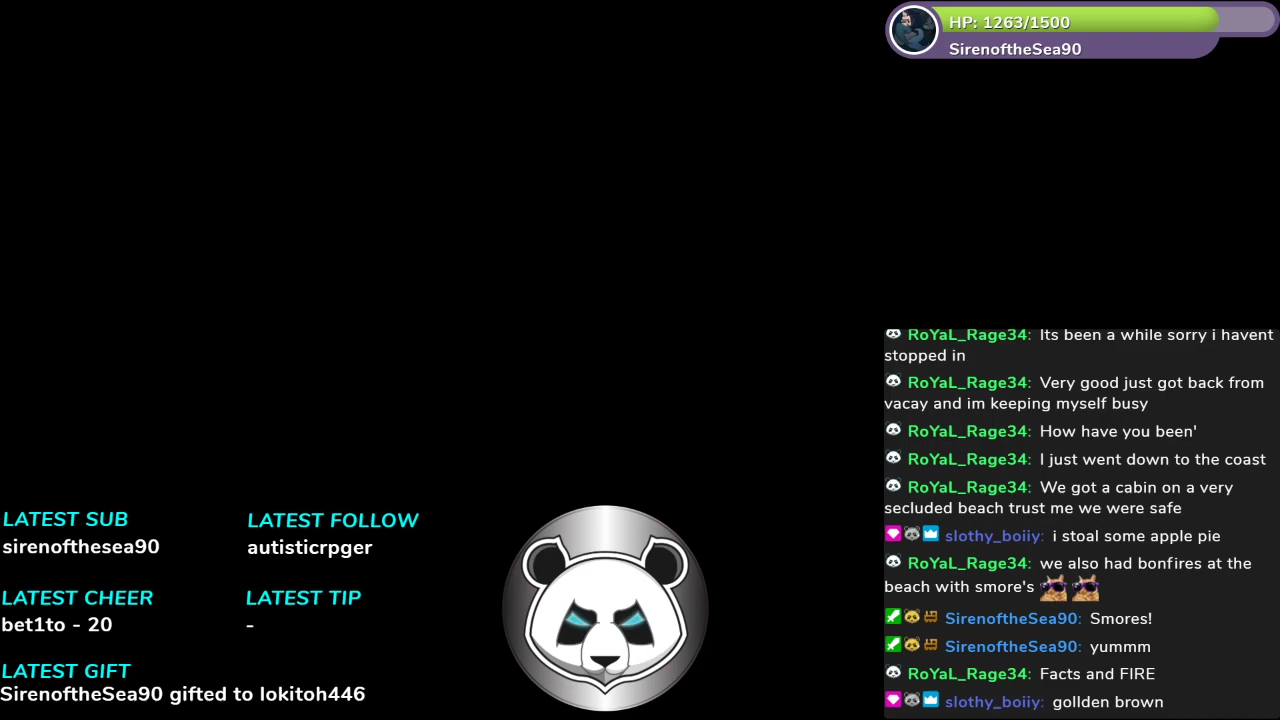 HP: 1263/1500
SirenoftheSea90
RoYaL_Rage34: Its been a while sorry i havent
stopped in
RoYaL_Rage34: Very good just got back from
vacay and im keeping myself busy
RoYaL_Rage34: How have you been'
RoYaL_Rage34: I just went down to the coast
RoYaL_Rage34: We got a cabin on a very
secluded beach trust me we were safe
slothy_boiiy: i stoal some apple pie
RoYaL_Rage34: we also had bonfires at the
beach with smore's
SirenoftheSea90: Smores!
SirenoftheSea90: yummm
RoYaL_Rage34: Facts and FIRE
slothy_boiiy: gollden brown
LATEST SUB
sirenofthesea90
LATEST FOLLOW
autisticrpger
LATEST CHEER
bet1to - 20
LATEST TIP
-
LATEST GIFT
SirenoftheSea90 gifted to lokitoh446